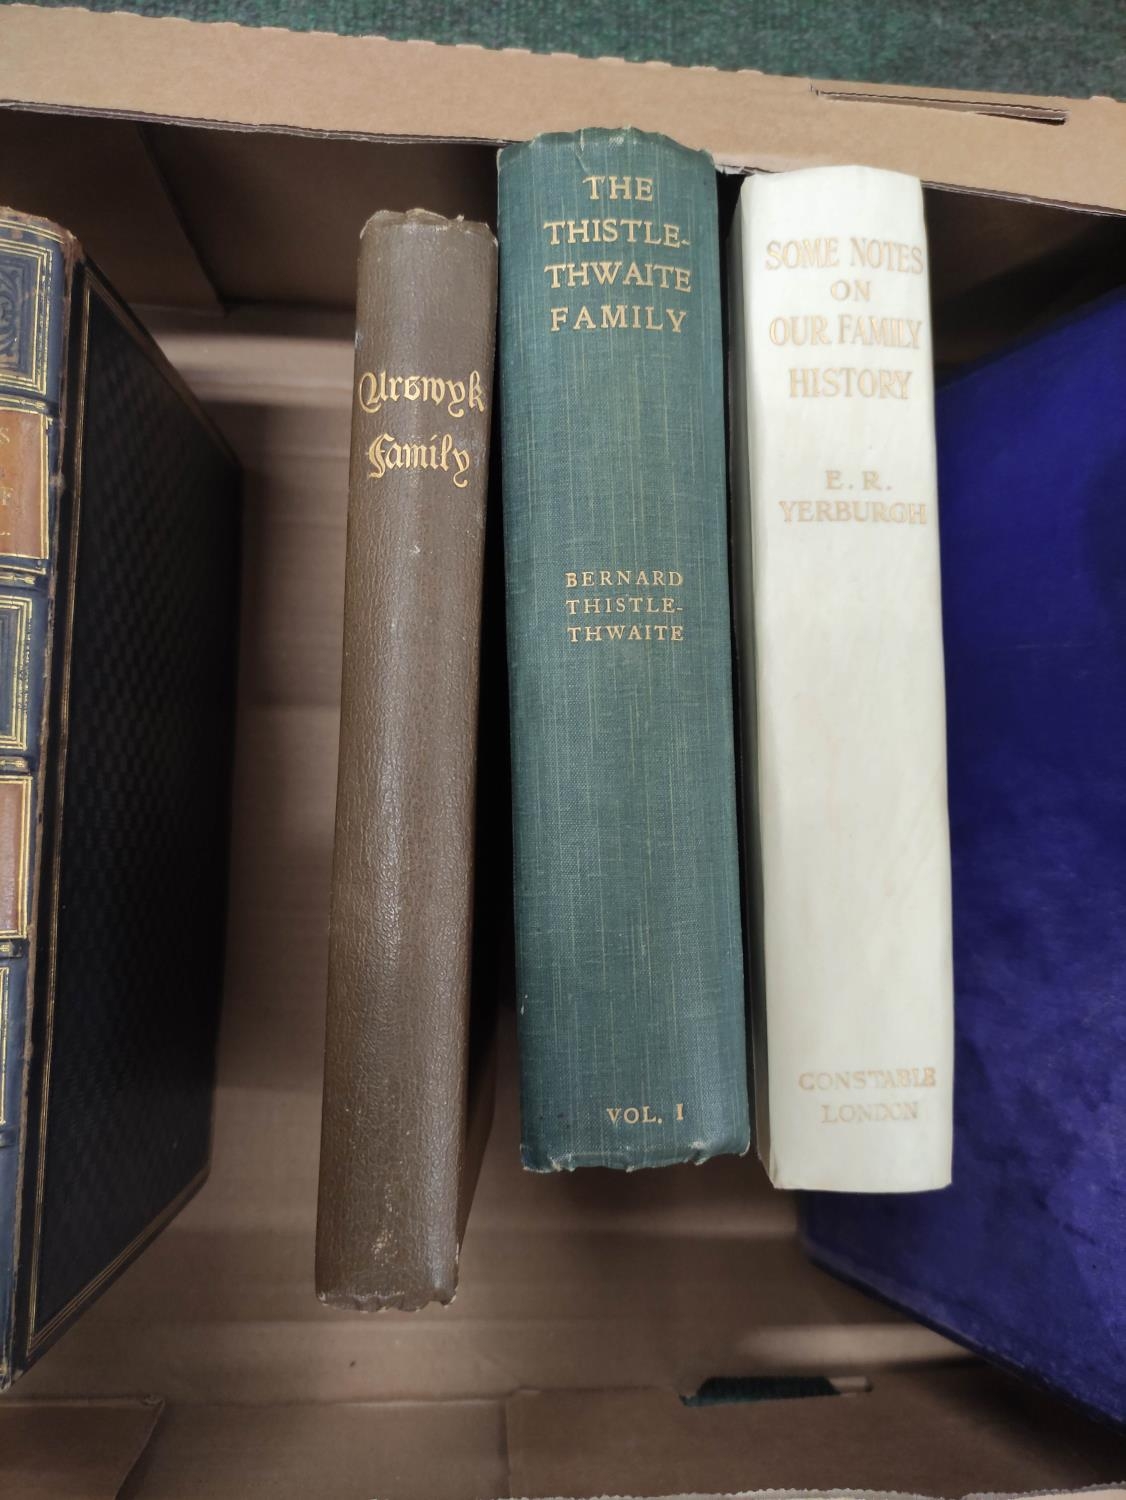 Urswyk
Family
THE
THISTLE-
THWAITE
FAMILY
BERNARD
THISTLE-
THWAITE
VOL. I
SOME NOTES
ON
OUR FAMILY
HISTORY
E. R.
YERBURGH
CONSTABLE
LONDON